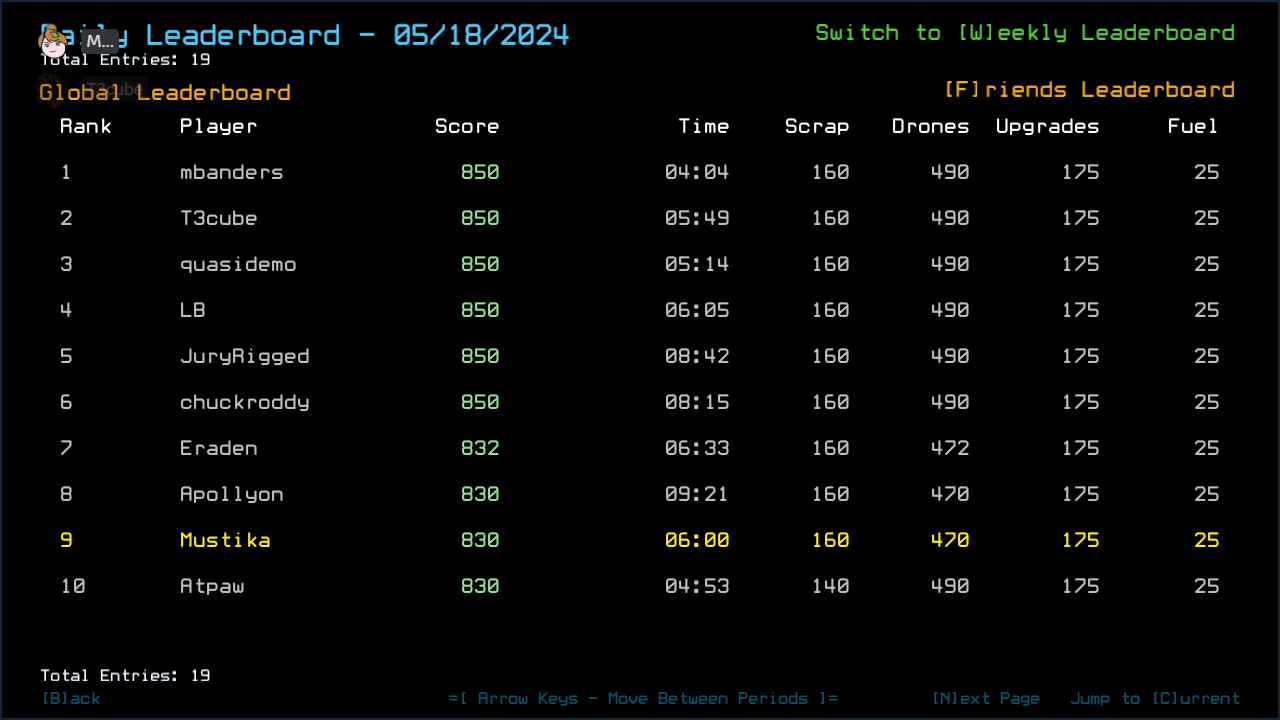 Daily Leaderboard - 05/18/2024
Switch to [W]eekly Leaderboard
M...
Total Entries: 19
T3cube
Global Leaderboard
[F]riends Leaderboard
Rank Player Score Time Scrap Drones Upgrades Fuel
1 mbanders 850 04:04 160 490 175 25
2 T3cube 850 05:49 160 490 175 25
3 quasidemo 850 05:14 160 490 175 25
4 LB 850 06:05 160 490 175 25
5 JuryRigged 850 08:42 160 490 175 25
6 chuckroddy 850 08:15 160 490 175 25
7 Eraden 832 06:33 160 472 175 25
8 Apollyon 830 09:21 160 470 175 25
9 Mustika 830 06:00 160 470 175 25
10 Atpaw 830 04:53 140 490 175 25
Total Entries: 19
[B]ack =[ Arrow Keys - Move Between Periods ]= [N]ext Page Jump to [C]urrent